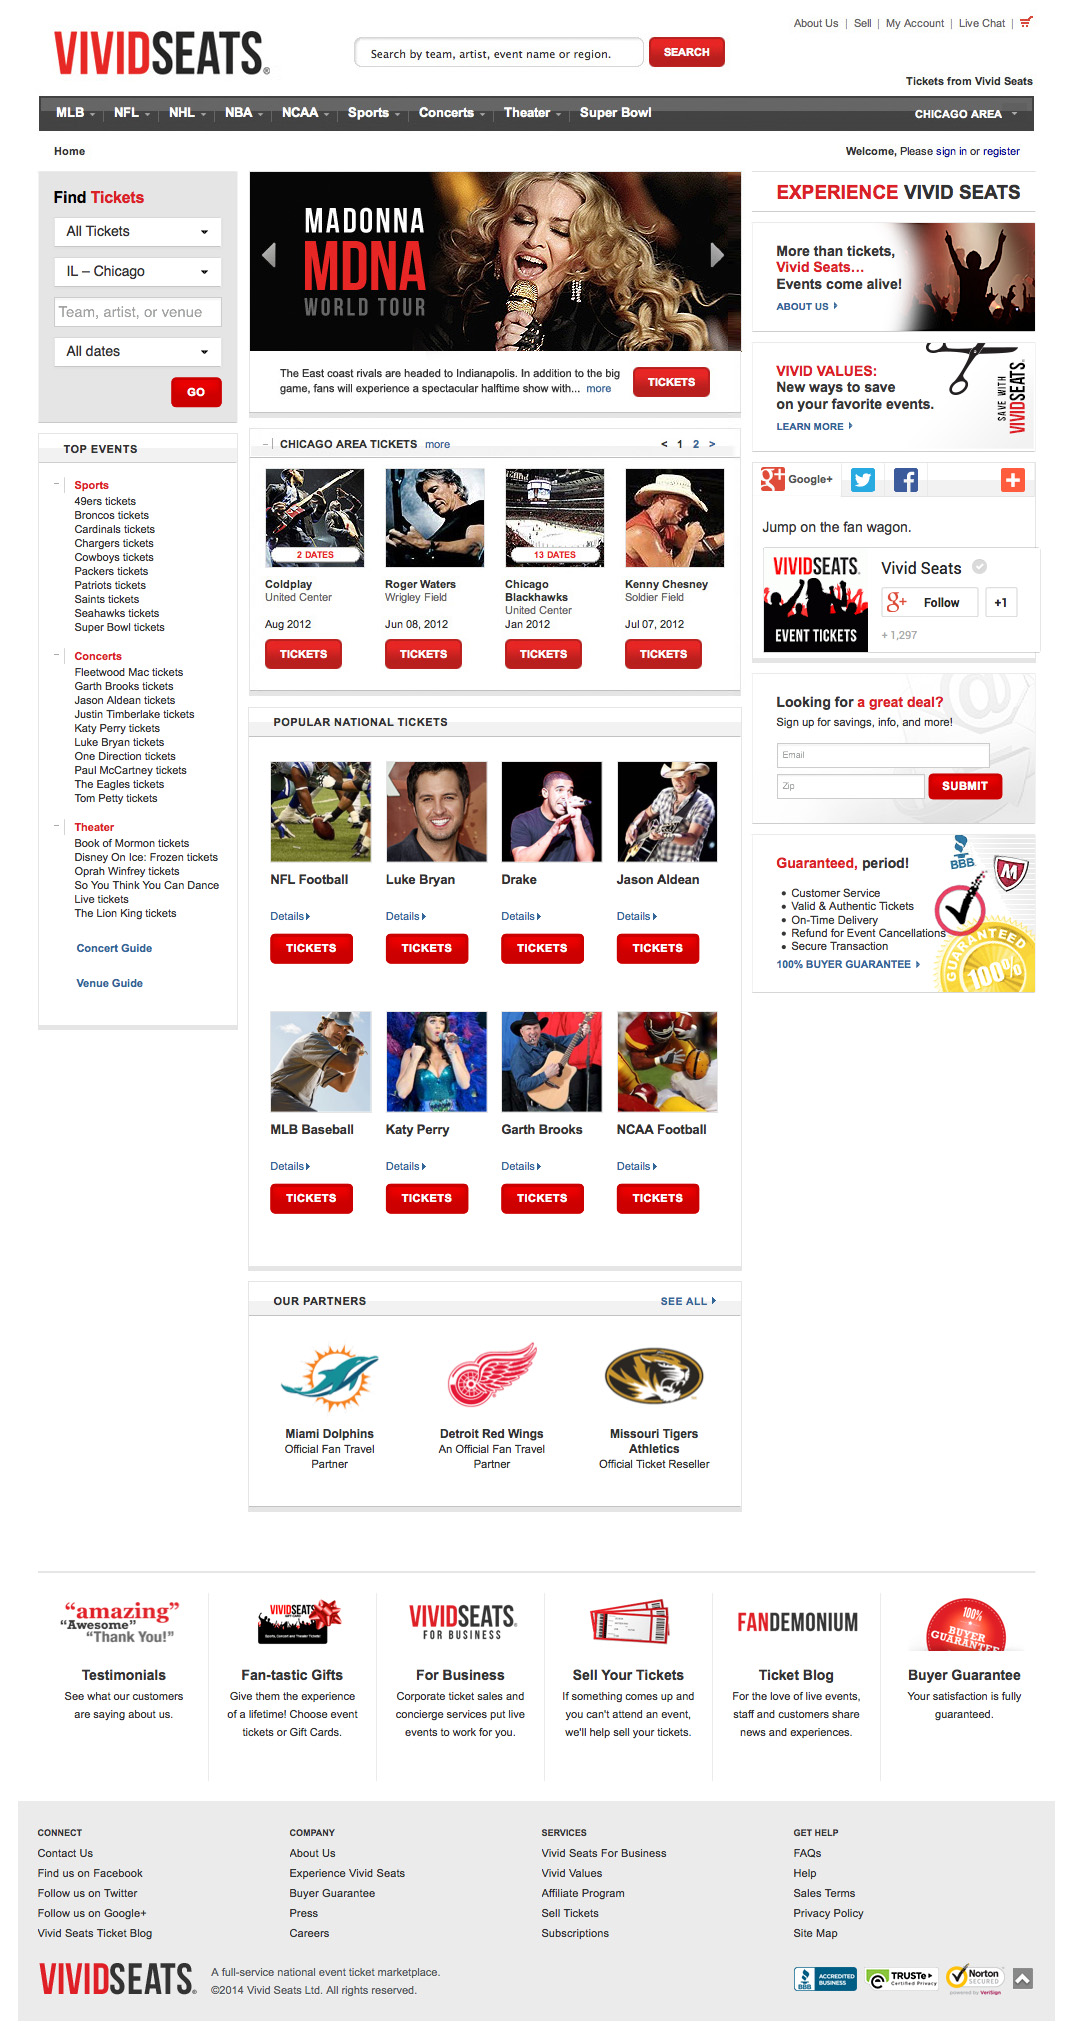 About Us | Sell | My Account | Live Chat |
VIVIDSEATS®
Search by team, artist, event name or region.
SEARCH
Tickets from Vivid Seats
MLB NFL NHL NBA NCAA Sports Concerts Theater Super Bowl CHICAGO AREA
Home
Welcome, Please sign in or register
Find Tickets
All Tickets
IL – Chicago
Team, artist, or venue
All dates
GO
TOP EVENTS
Sports
49ers tickets
Broncos tickets
Cardinals tickets
Chargers tickets
Cowboys tickets
Packers tickets
Patriots tickets
Saints tickets
Seahawks tickets
Super Bowl tickets
Concerts
Fleetwood Mac tickets
Garth Brooks tickets
Jason Aldean tickets
Justin Timberlake tickets
Katy Perry tickets
Luke Bryan tickets
One Direction tickets
Paul McCartney tickets
The Eagles tickets
Tom Petty tickets
Theater
Book of Mormon tickets
Disney On Ice: Frozen tickets
Oprah Winfrey tickets
So You Think You Can Dance
Live tickets
The Lion King tickets
Concert Guide
Venue Guide
MADONNA
MDNA
WORLD TOUR
The East coast rivals are headed to Indianapolis. In addition to the big
game, fans will experience a spectacular halftime show with... more
TICKETS
CHICAGO AREA TICKETS more
< 1 2 >
2 DATES
13 DATES
Coldplay
United Center
Aug 2012
TICKETS
Roger Waters
Wrigley Field
Jun 08, 2012
TICKETS
Chicago
Blackhawks
United Center
Jan 2012
TICKETS
Kenny Chesney
Soldier Field
Jul 07, 2012
TICKETS
POPULAR NATIONAL TICKETS
NFL Football
Details
TICKETS
Luke Bryan
Details
TICKETS
Drake
Details
TICKETS
Jason Aldean
Details
TICKETS
MLB Baseball
Details
TICKETS
Katy Perry
Details
TICKETS
Garth Brooks
Details
TICKETS
NCAA Football
Details
TICKETS
OUR PARTNERS
SEE ALL
Miami Dolphins
Official Fan Travel
Partner
Detroit Red Wings
An Official Fan Travel
Partner
Missouri Tigers
Athletics
Official Ticket Reseller
EXPERIENCE VIVID SEATS
More than tickets,
Vivid Seats...
Events come alive!
ABOUT US
VIVID VALUES:
New ways to save
on your favorite events.
LEARN MORE
SAVE WITH
VIVIDSEATS.
Google+
Jump on the fan wagon.
VIVIDSEATS.
EVENT TICKETS
Vivid Seats
g+ Follow
+1
+ 1,297
Looking for a great deal?
Sign up for savings, info, and more!
Email
Zip
SUBMIT
Guaranteed, period!
Customer Service
Valid & Authentic Tickets
On-Time Delivery
Refund for Event Cancellations
Secure Transaction
100% BUYER GUARANTEE
BBB
M
GUARANTEED
100%
“amazing”
“Awesome”
“Thank You!”
Testimonials
See what our customers
are saying about us.
VIVIDSEATS
GIFT CARD
Sports, Concert and Theater Tickets!
Fan-tastic Gifts
Give them the experience
of a lifetime! Choose event
tickets or Gift Cards.
VIVIDSEATS.
FOR BUSINESS
For Business
Corporate ticket sales and
concierge services put live
events to work for you.
Sell Your Tickets
If something comes up and
you can't attend an event,
we'll help sell your tickets.
FANDEMONIUM
Ticket Blog
For the love of live events,
staff and customers share
news and experiences.
100%
BUYER
GUARANTEE
Buyer Guarantee
Your satisfaction is fully
guaranteed.
CONNECT
Contact Us
Find us on Facebook
Follow us on Twitter
Follow us on Google+
Vivid Seats Ticket Blog
COMPANY
About Us
Experience Vivid Seats
Buyer Guarantee
Press
Careers
SERVICES
Vivid Seats For Business
Vivid Values
Affiliate Program
Sell Tickets
Subscriptions
GET HELP
FAQs
Help
Sales Terms
Privacy Policy
Site Map
VIVIDSEATS®
A full-service national event ticket marketplace.
©2014 Vivid Seats Ltd. All rights reserved.
BBB
ACCREDITED
BUSINESS
TRUSTe
Certified Privacy
Norton
SECURED
powered by VeriSign